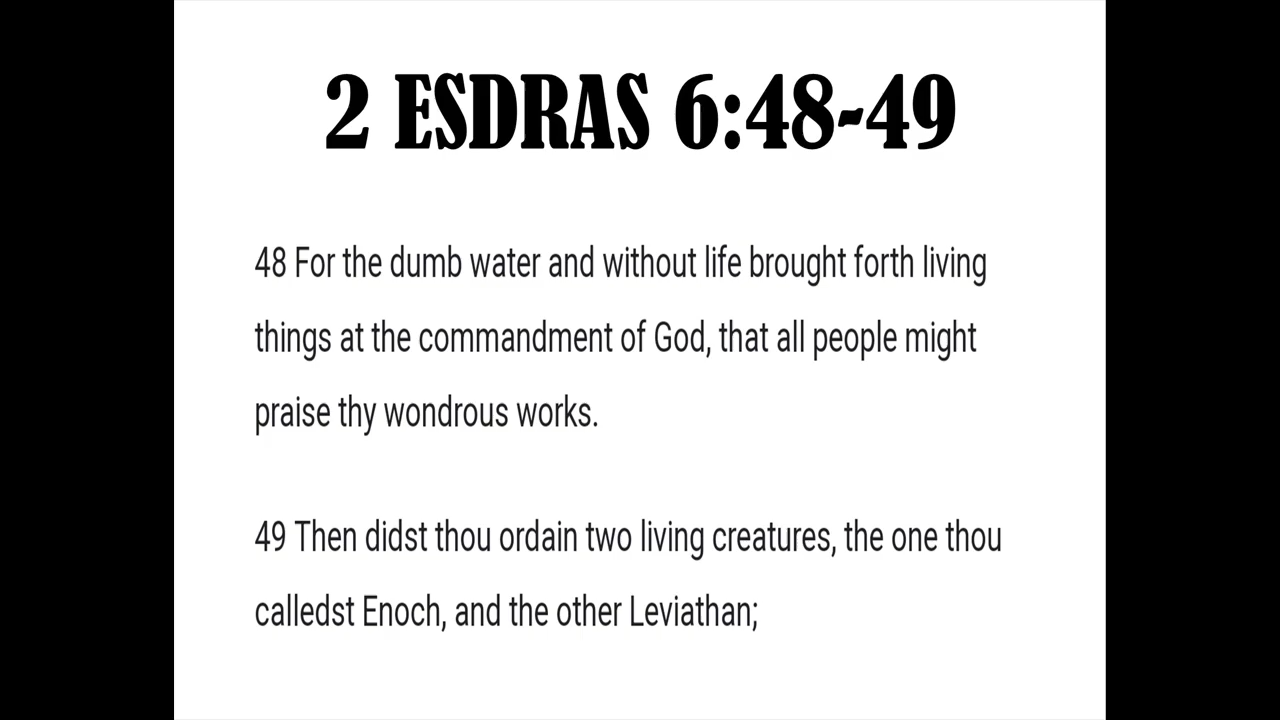 2 ESDRAS 6:48-49
48 For the dumb water and without life brought forth living
things at the commandment of God, that all people might
praise thy wondrous works.
49 Then didst thou ordain two living creatures, the one thou
calledst Enoch, and the other Leviathan;